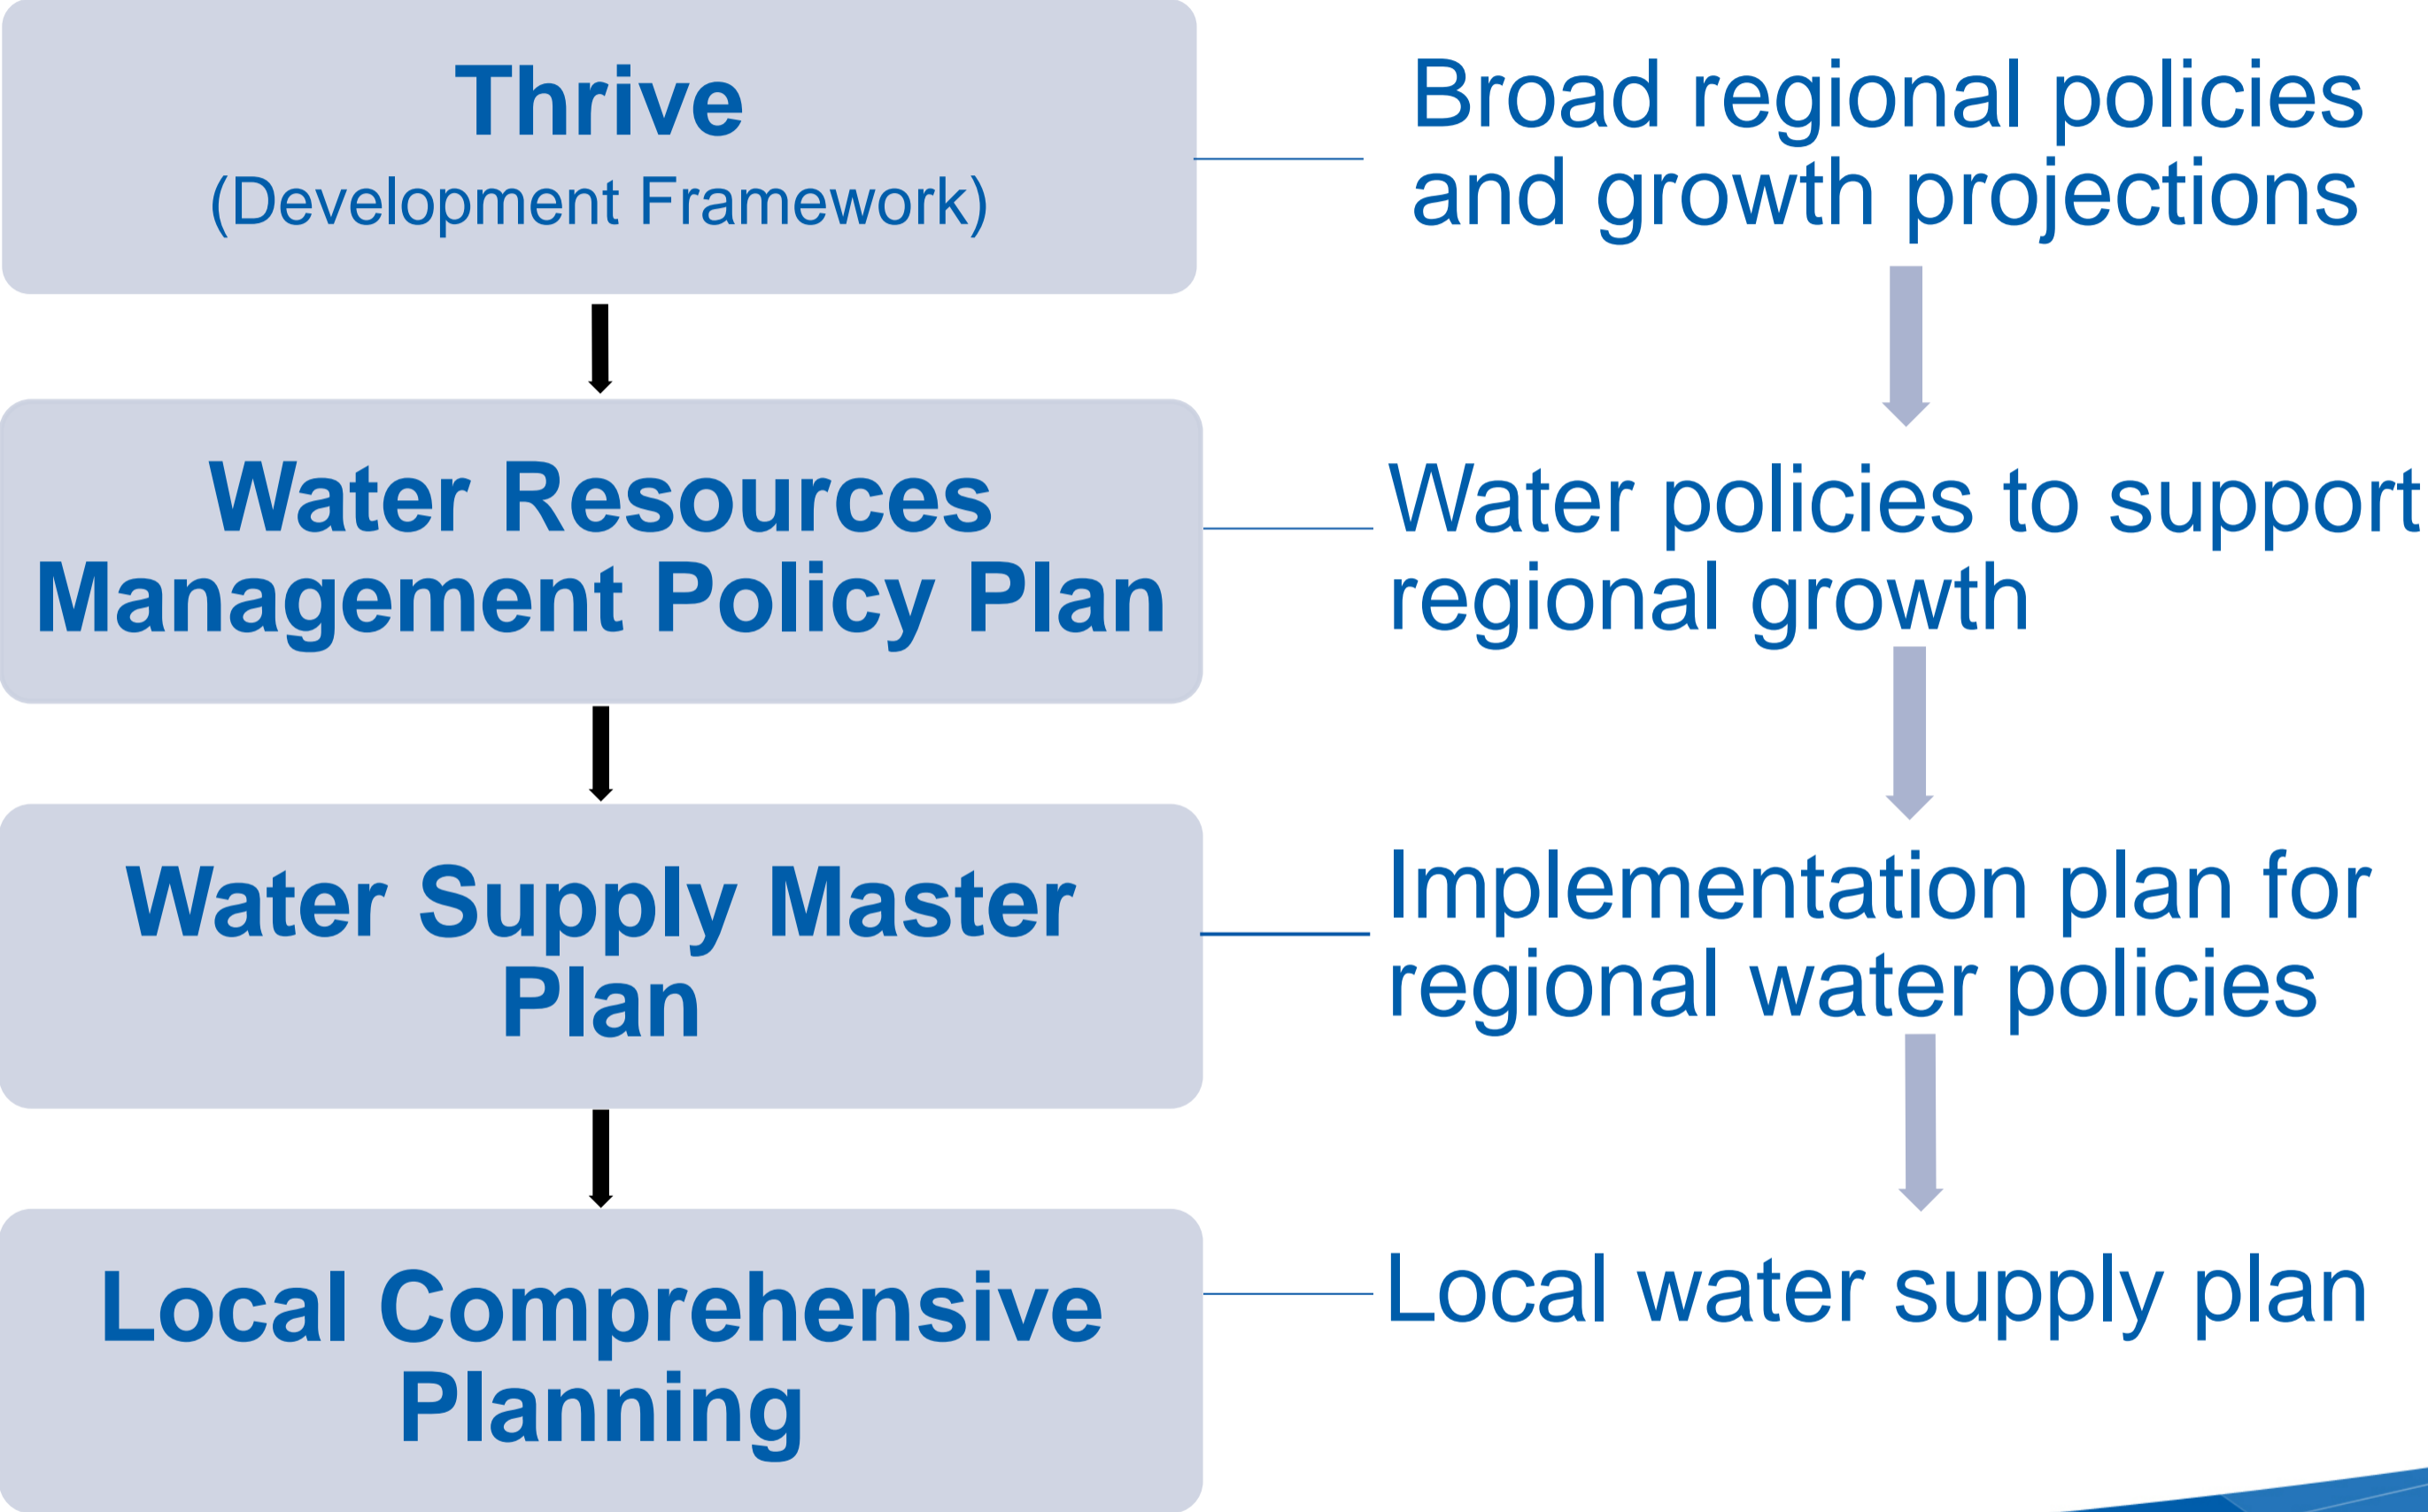 Thrive
(Development Framework)
Broad regional policies
and growth projections
Water Resources
Management Policy Plan
Water policies to support
regional growth
Water Supply Master
Plan
Implementation plan for
regional water policies
Local Comprehensive
Planning
Local water supply plan